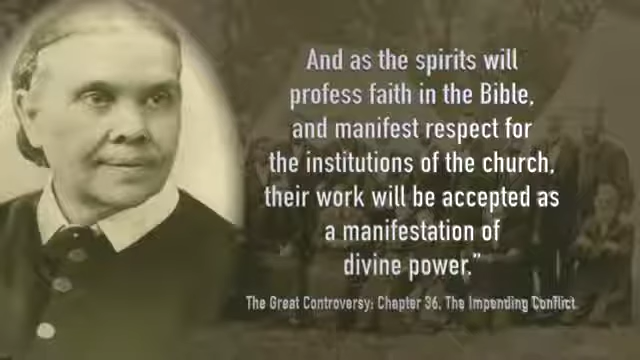 And as the spirits will
profess faith in the Bible,
and manifest respect for
the institutions of the church,
their work will be accepted as
a manifestation of
divine power.”
The Great Controversy: Chapter 36, The Impending Conflict